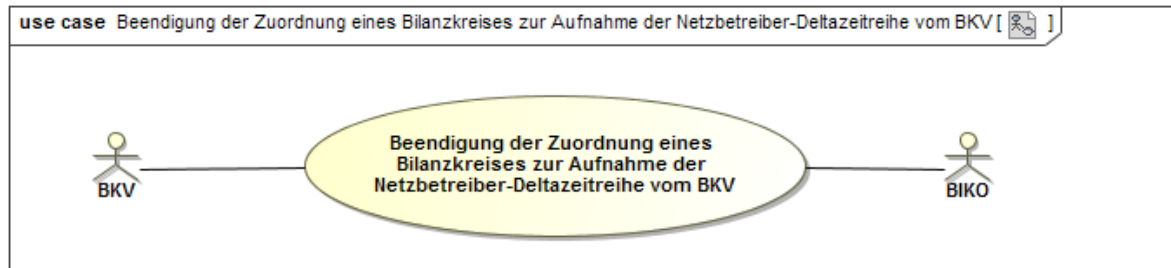 use case Beendigung der Zuordnung eines Bilanzkreises zur Aufnahme der Netzbetreiber-Deltazeitreihe vom BKV [ ]
Beendigung der Zuordnung eines
Bilanzkreises zur Aufnahme der
Netzbetreiber-Deltazeitreihe vom BKV
BKV
BIKO